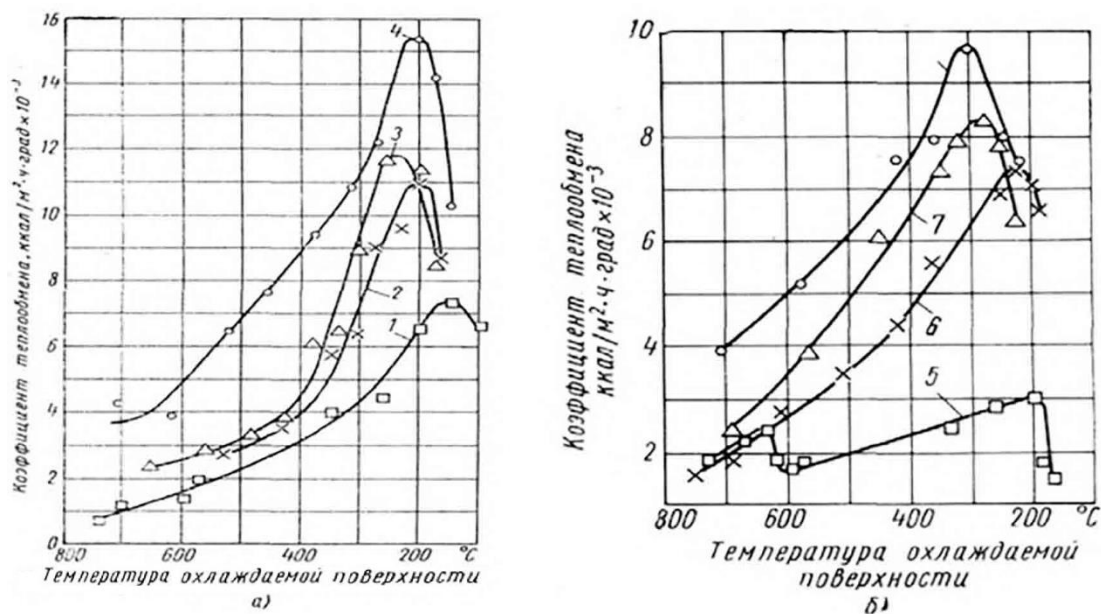 Коэффициент теплообмена, ккал/м²·ч·град×10⁻³
16
14
12
10
8
6
4
2
0
4
3
2
1
800
600
400
200
°С
Температура охлаждаемой поверхности
а)
Коэффициент теплообмена
ккал/м²·ч·град×10⁻³
10
8
6
4
2
7
6
5
800
600
400
200
°С
Температура охлаждаемой
поверхности
б)